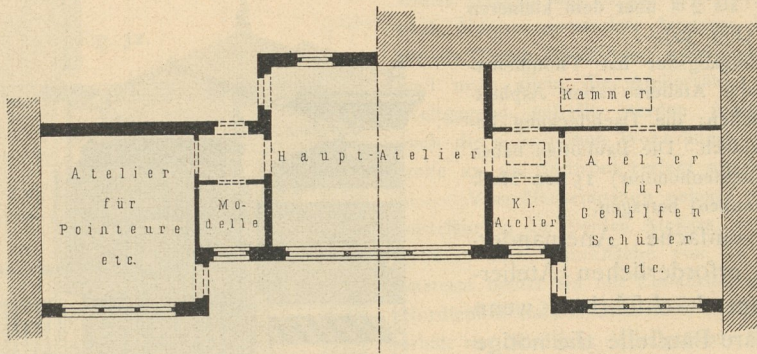 Atelier
für
Pointeure
etc.
Mo-
delle
Haupt-Atelier
Kammer
Kl.
Atelier
Atelier
für
Gehilfen
Schüler
etc.